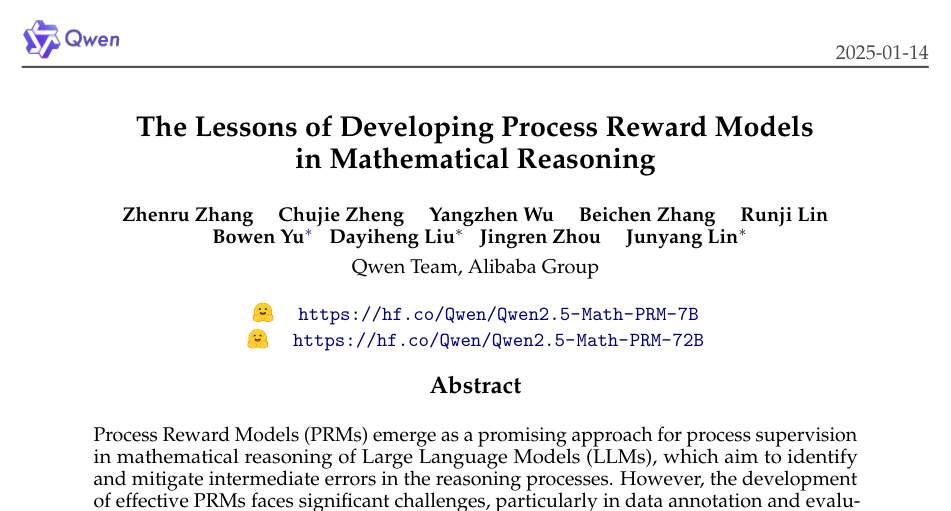 Qwen
2025-01-14
The Lessons of Developing Process Reward Models
in Mathematical Reasoning
Zhenru Zhang Chujie Zheng Yangzhen Wu Beichen Zhang Runji Lin
Bowen Yu* Dayiheng Liu* Jingren Zhou Junyang Lin*
Qwen Team, Alibaba Group
https://hf.co/Qwen/Qwen2.5-Math-PRM-7B
https://hf.co/Qwen/Qwen2.5-Math-PRM-72B
Abstract
Process Reward Models (PRMs) emerge as a promising approach for process supervision
in mathematical reasoning of Large Language Models (LLMs), which aim to identify
and mitigate intermediate errors in the reasoning processes. However, the development
of effective PRMs faces significant challenges, particularly in data annotation and evalu-